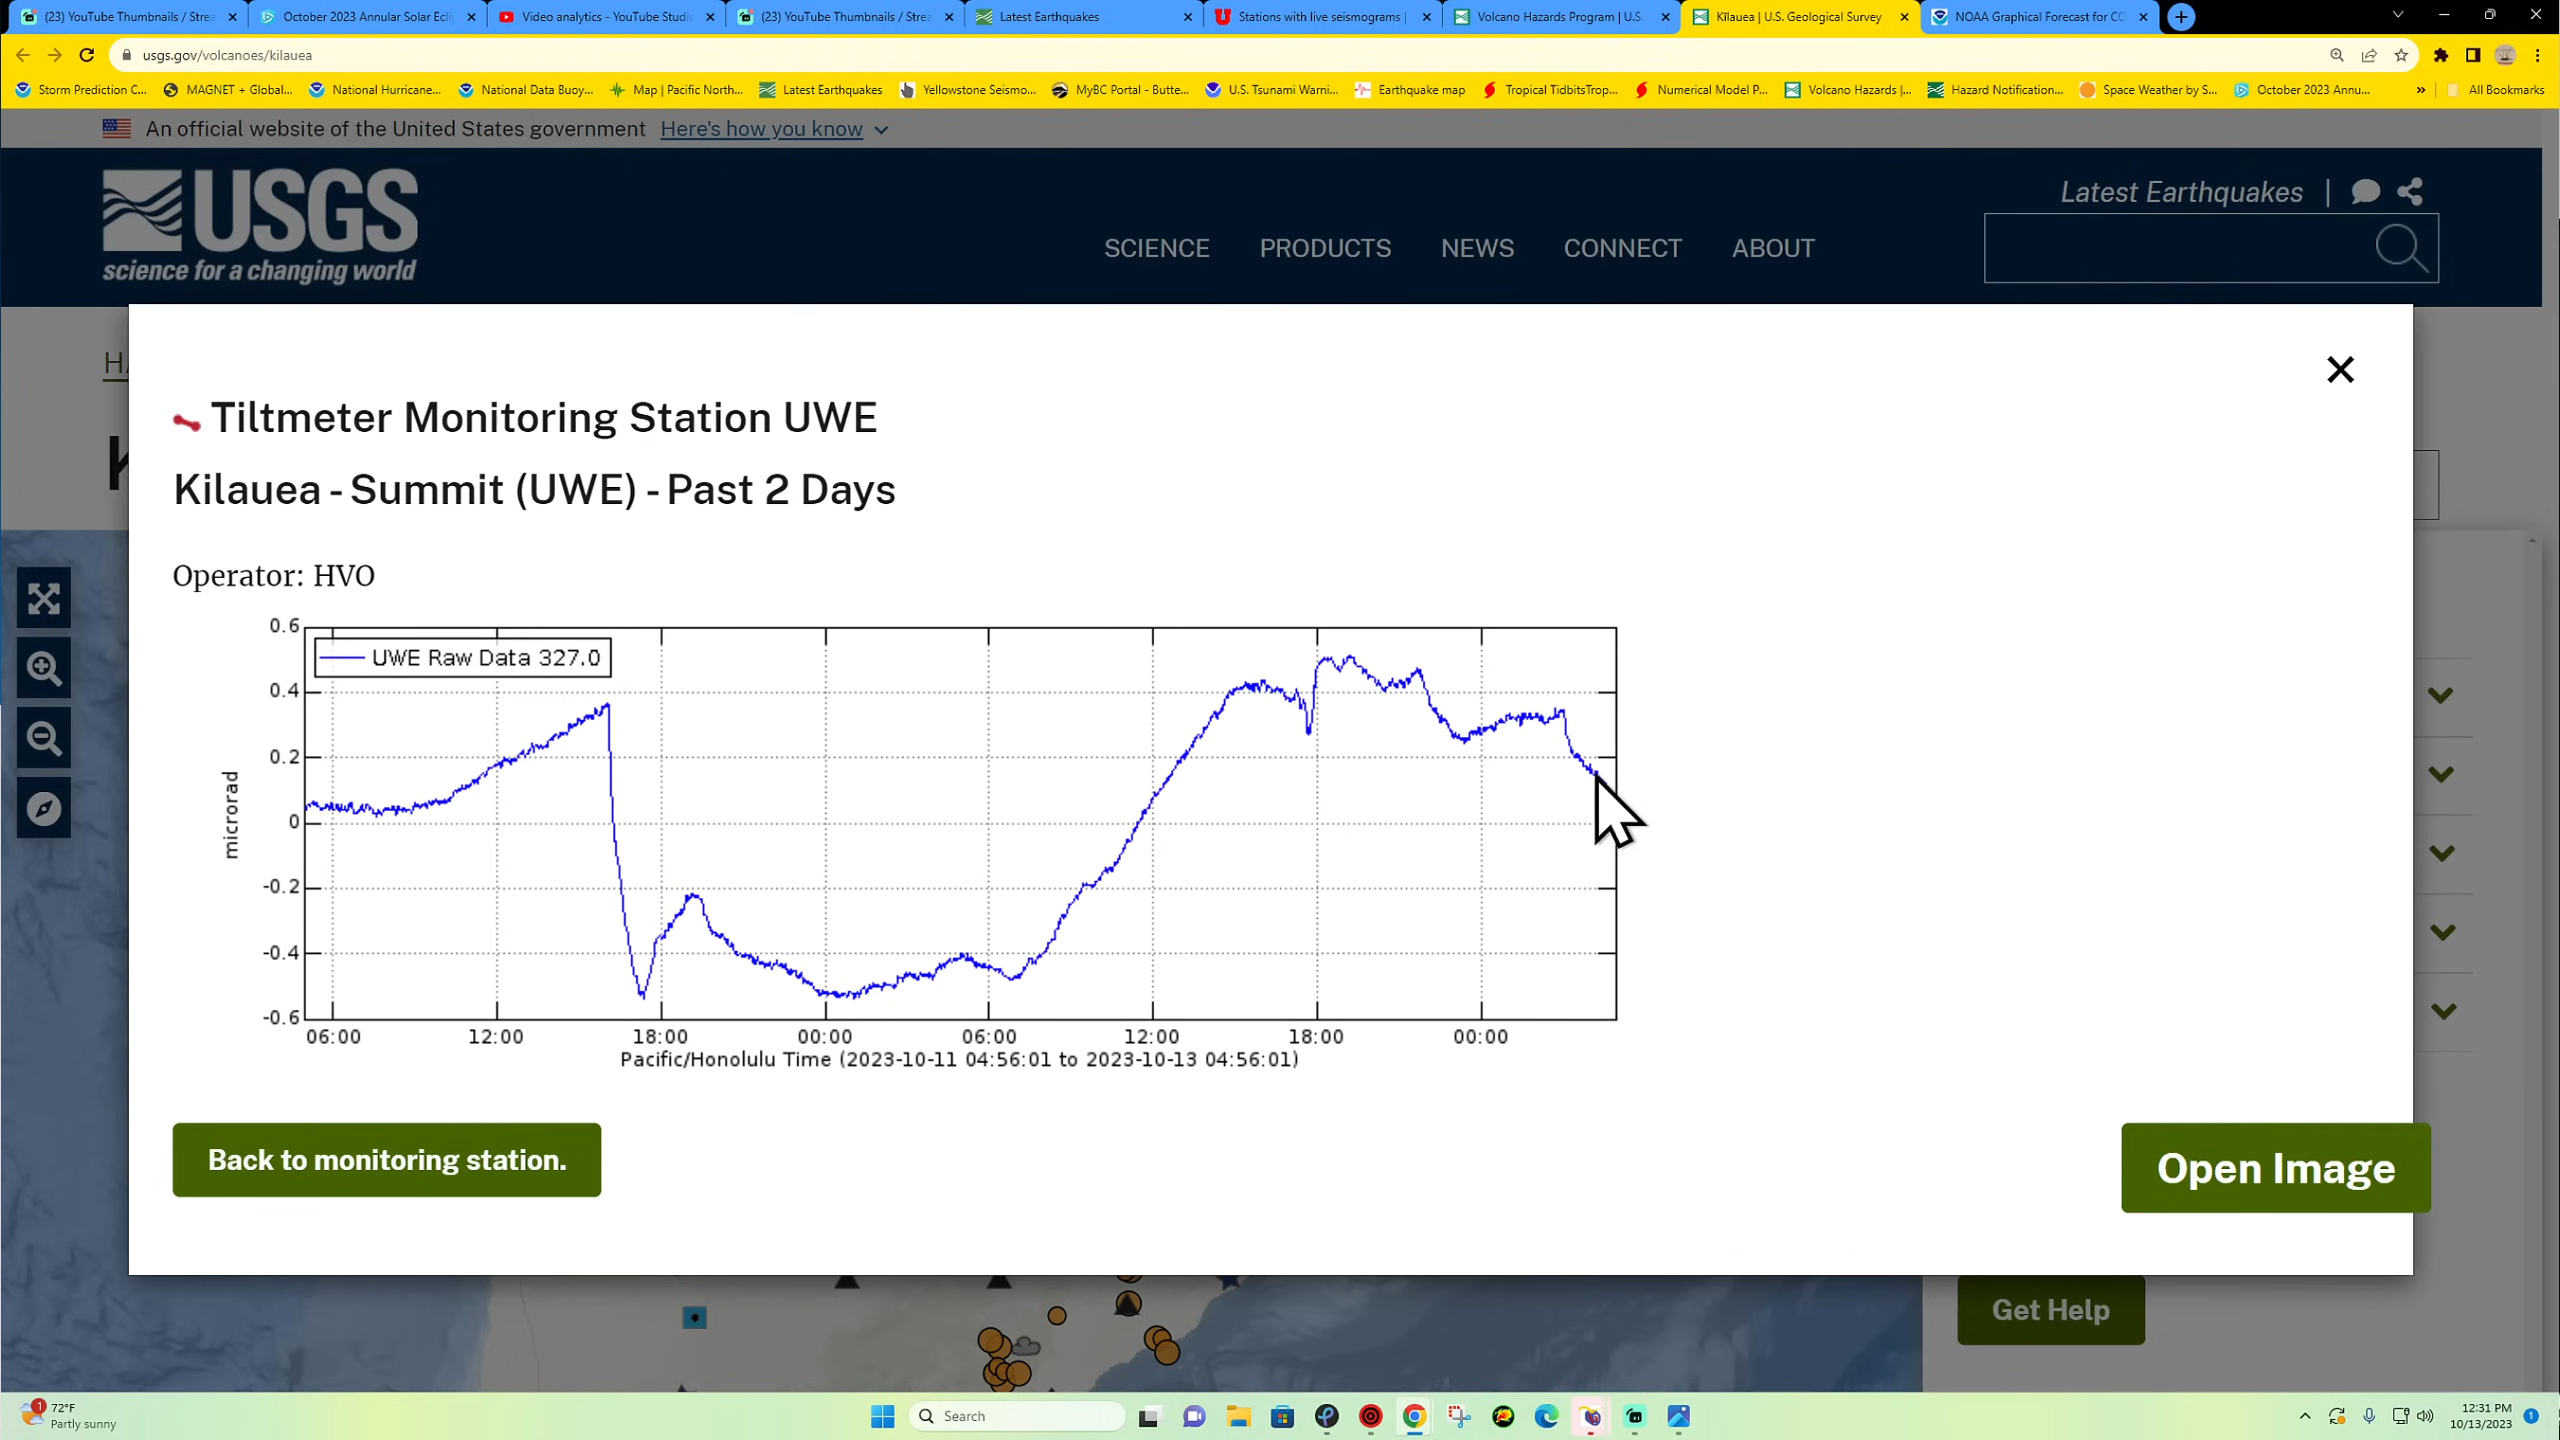 (23) YouTube Thumbnails / Strea
October 2023 Annular Solar Ecli
Video analytics - YouTube Studi
(23) YouTube Thumbnails / Strea
Latest Earthquakes
Stations with live seismograms |
Volcano Hazards Program | U.S.
Kīlauea | U.S. Geological Survey
NOAA Graphical Forecast for CO
usgs.gov/volcanoes/kilauea
Storm Prediction C...
MAGNET + Global...
National Hurricane...
National Data Buoy...
Map | Pacific North...
Latest Earthquakes
Yellowstone Seismo...
MyBC Portal - Butte...
U.S. Tsunami Warni...
Earthquake map
Tropical TidbitsTrop...
Numerical Model P...
Volcano Hazards |...
Hazard Notification...
Space Weather by S...
October 2023 Annu...
» All Bookmarks
An official website of the United States government Here's how you know
USGS
science for a changing world
Latest Earthquakes |
SCIENCE PRODUCTS NEWS CONNECT ABOUT
Tiltmeter Monitoring Station UWE
Kilauea - Summit (UWE) - Past 2 Days
Operator: HVO
UWE Raw Data 327.0
microrad
0.6
0.4
0.2
0
-0.2
-0.4
-0.6
06:00 12:00 18:00 00:00 06:00 12:00 18:00 00:00
Pacific/Honolulu Time (2023-10-11 04:56:01 to 2023-10-13 04:56:01)
Back to monitoring station.
Open Image
Get Help
1
72°F
Partly sunny
Search
12:31 PM
10/13/2023
1